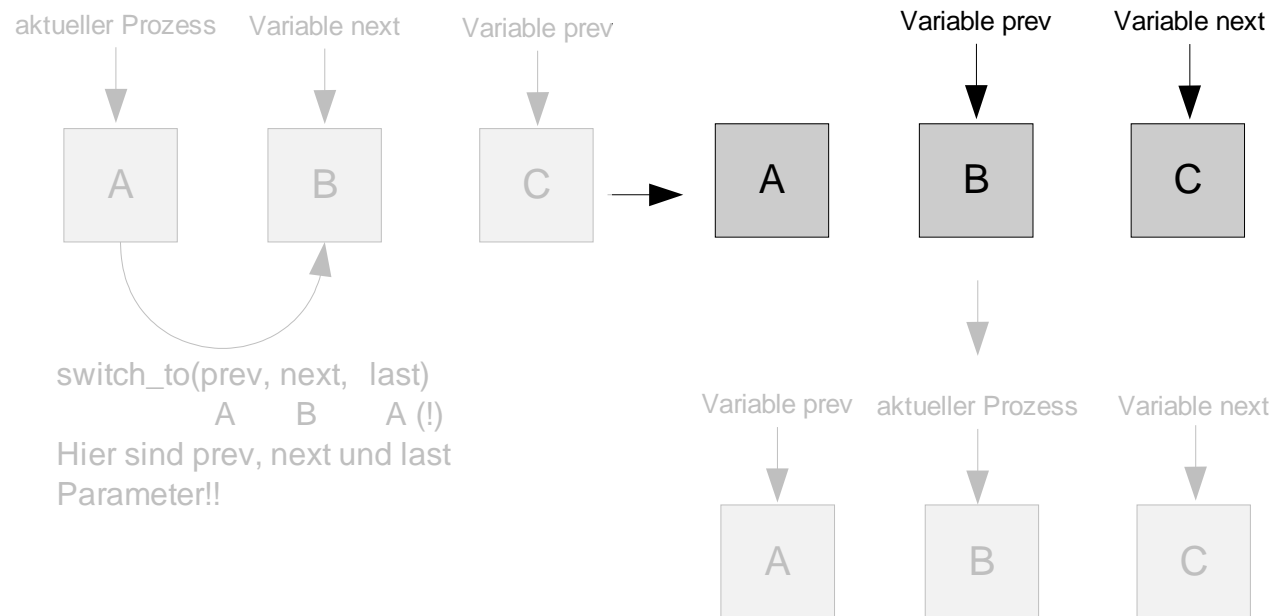 aktueller Prozess
Variable next
Variable prev
A
B
C
switch_to(prev, next, last)
A B A (!)
Hier sind prev, next und last
Parameter!!
Variable prev
Variable next
A
B
C
Variable prev
aktueller Prozess
Variable next
A
B
C